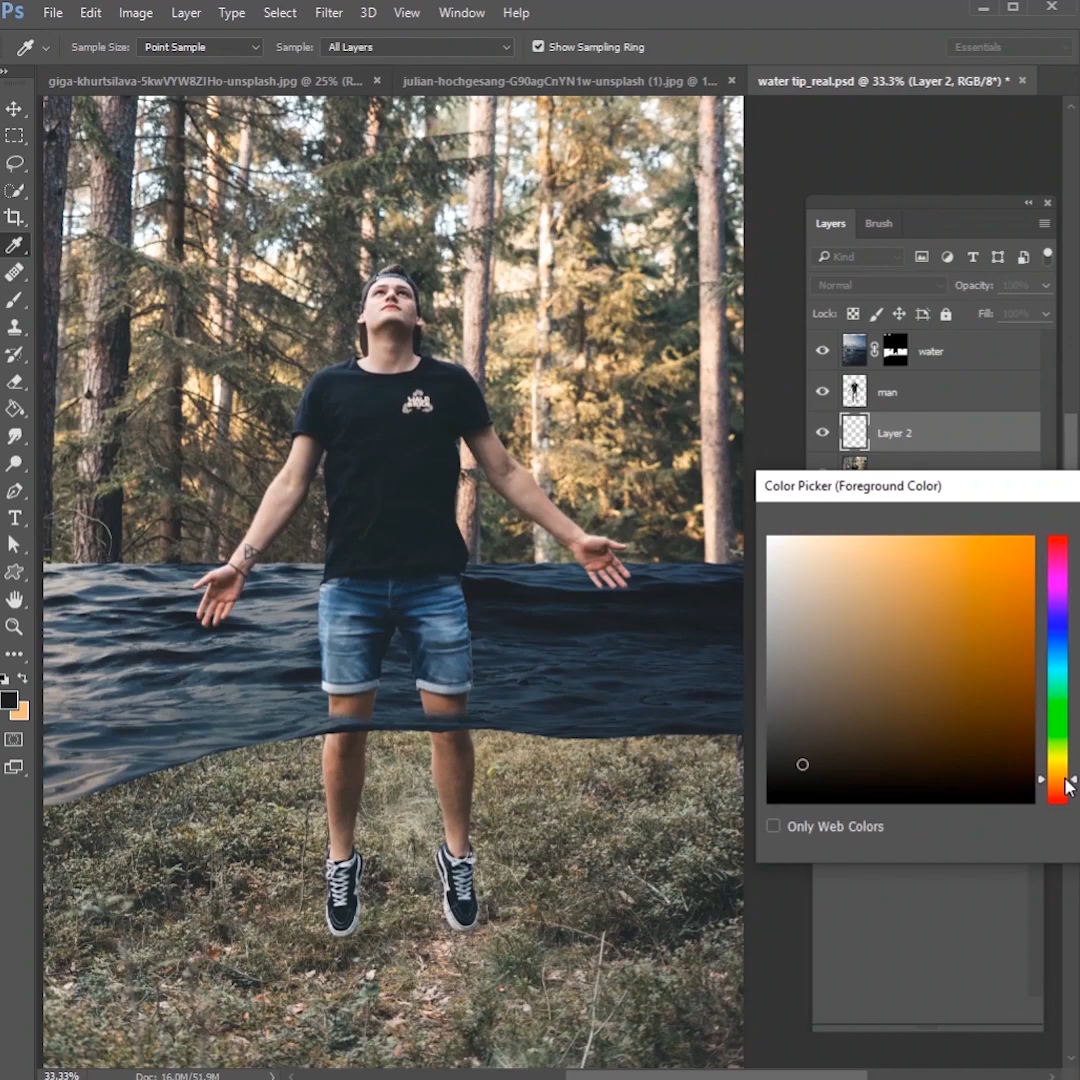 Ps File Edit Image Layer Type Select Filter 3D View Window Help
Sample Size: Point Sample Sample: All Layers Show Sampling Ring Essentials
giga-khurtsilava-5kwVYW8ZIHo-unsplash.jpg @ 25% (R... × julian-hochgesang-G90agCnYN1w-unsplash (1).jpg @ 1... × water tip_real.psd @ 33.3% (Layer 2, RGB/8*) * ×
Layers Brush
Kind
Normal Opacity: 100%
Lock: Fill: 100%
water
man
Layer 2
Color Picker (Foreground Color)
Only Web Colors
33.33% Doc: 16.0M/51.9M